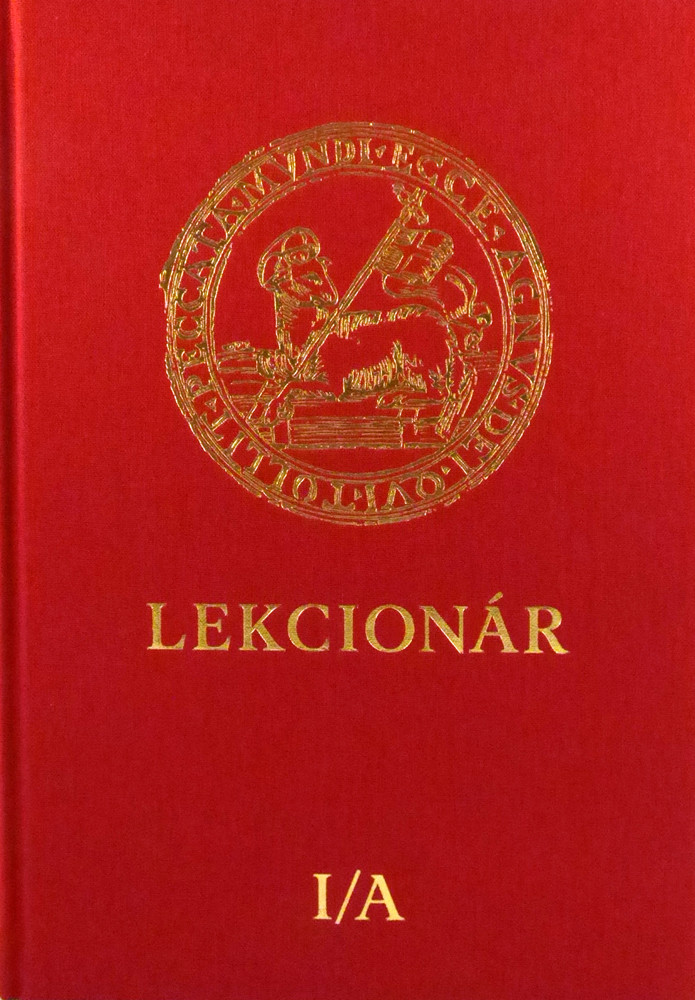 ECCE · AGNVS · DEI · QVI · TOLLIT · PECCATA · MVNDI ·
LEKCIONÁR
I/A